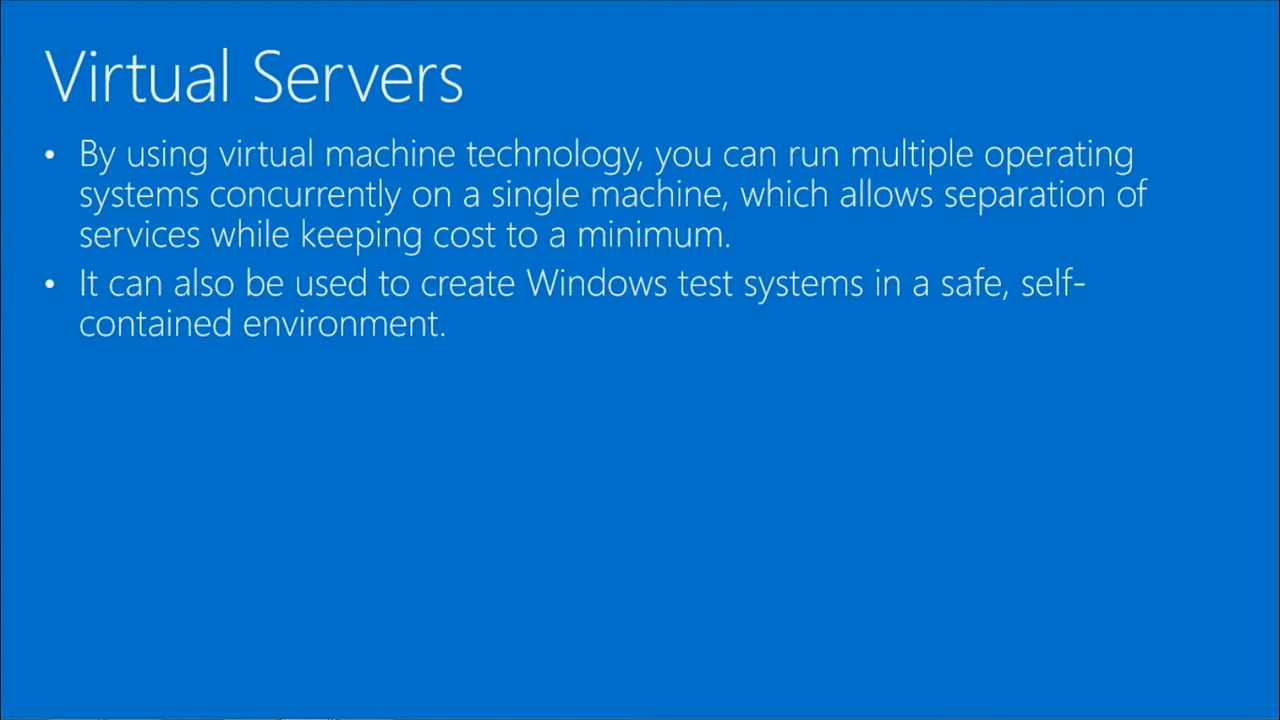 Virtual Servers
• By using virtual machine technology, you can run multiple operating
systems concurrently on a single machine, which allows separation of
services while keeping cost to a minimum.
• It can also be used to create Windows test systems in a safe, self-
contained environment.